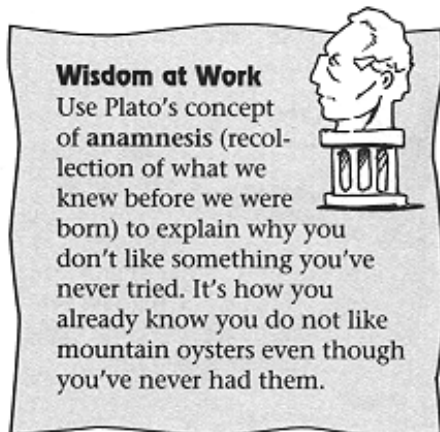 Wisdom at Work
Use Plato's concept
of anamnesis (recol-
lection of what we
knew before we were
born) to explain why you
don't like something you've
never tried. It's how you
already know you do not like
mountain oysters even though
you've never had them.